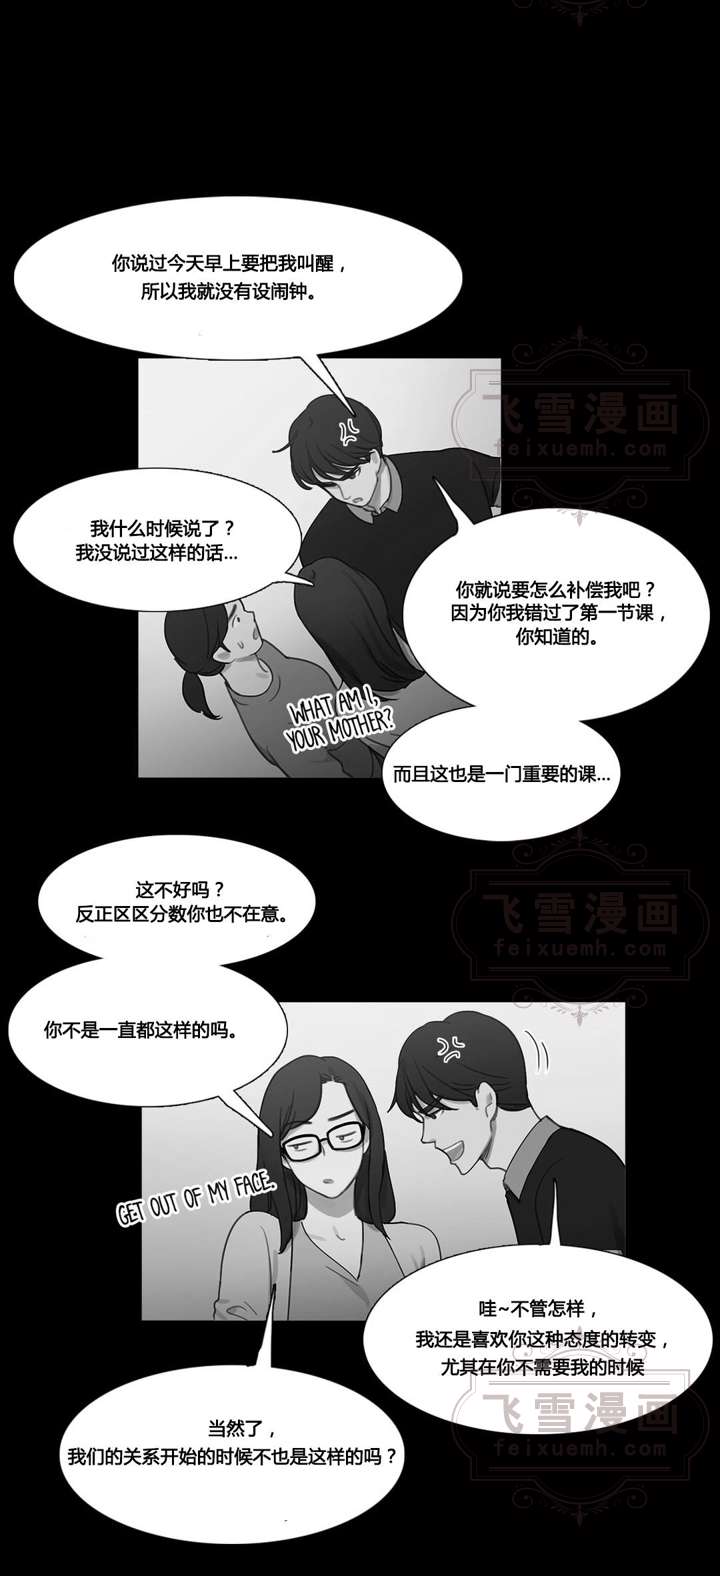 你说过今天早上要把我叫醒，
所以我就没有设闹钟。
飞雪漫画
feixuemh.com
我什么时候说了？
我没说过这样的话...
你就说要怎么补偿我吧？
因为你我错过了第一节课，
你知道的。
WHAT AM I,
YOUR MOTHER?
而且这也是一门重要的课...
这不好吗？
反正区区分数你也不在意。
飞雪漫画
feixuemh.com
你不是一直都这样的吗。
GET OUT OF MY FACE.
哇~不管怎样，
我还是喜欢你这种态度的转变，
尤其在你不需要我的时候
飞雪漫画
feixuemh.com
当然了，
我们的关系开始的时候不也是这样的吗？